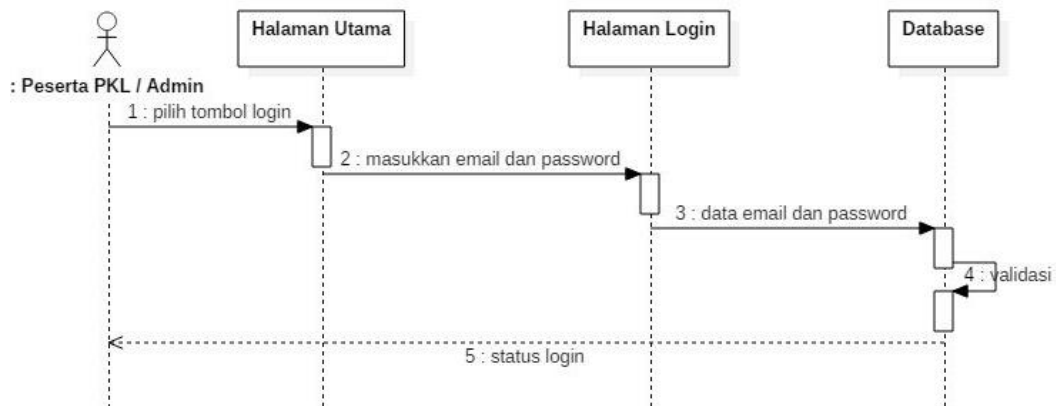 Halaman Utama
Halaman Login
Database
: Peserta PKL / Admin
1 : pilih tombol login
2 : masukkan email dan password
3 : data email dan password
4 : validasi
5 : status login